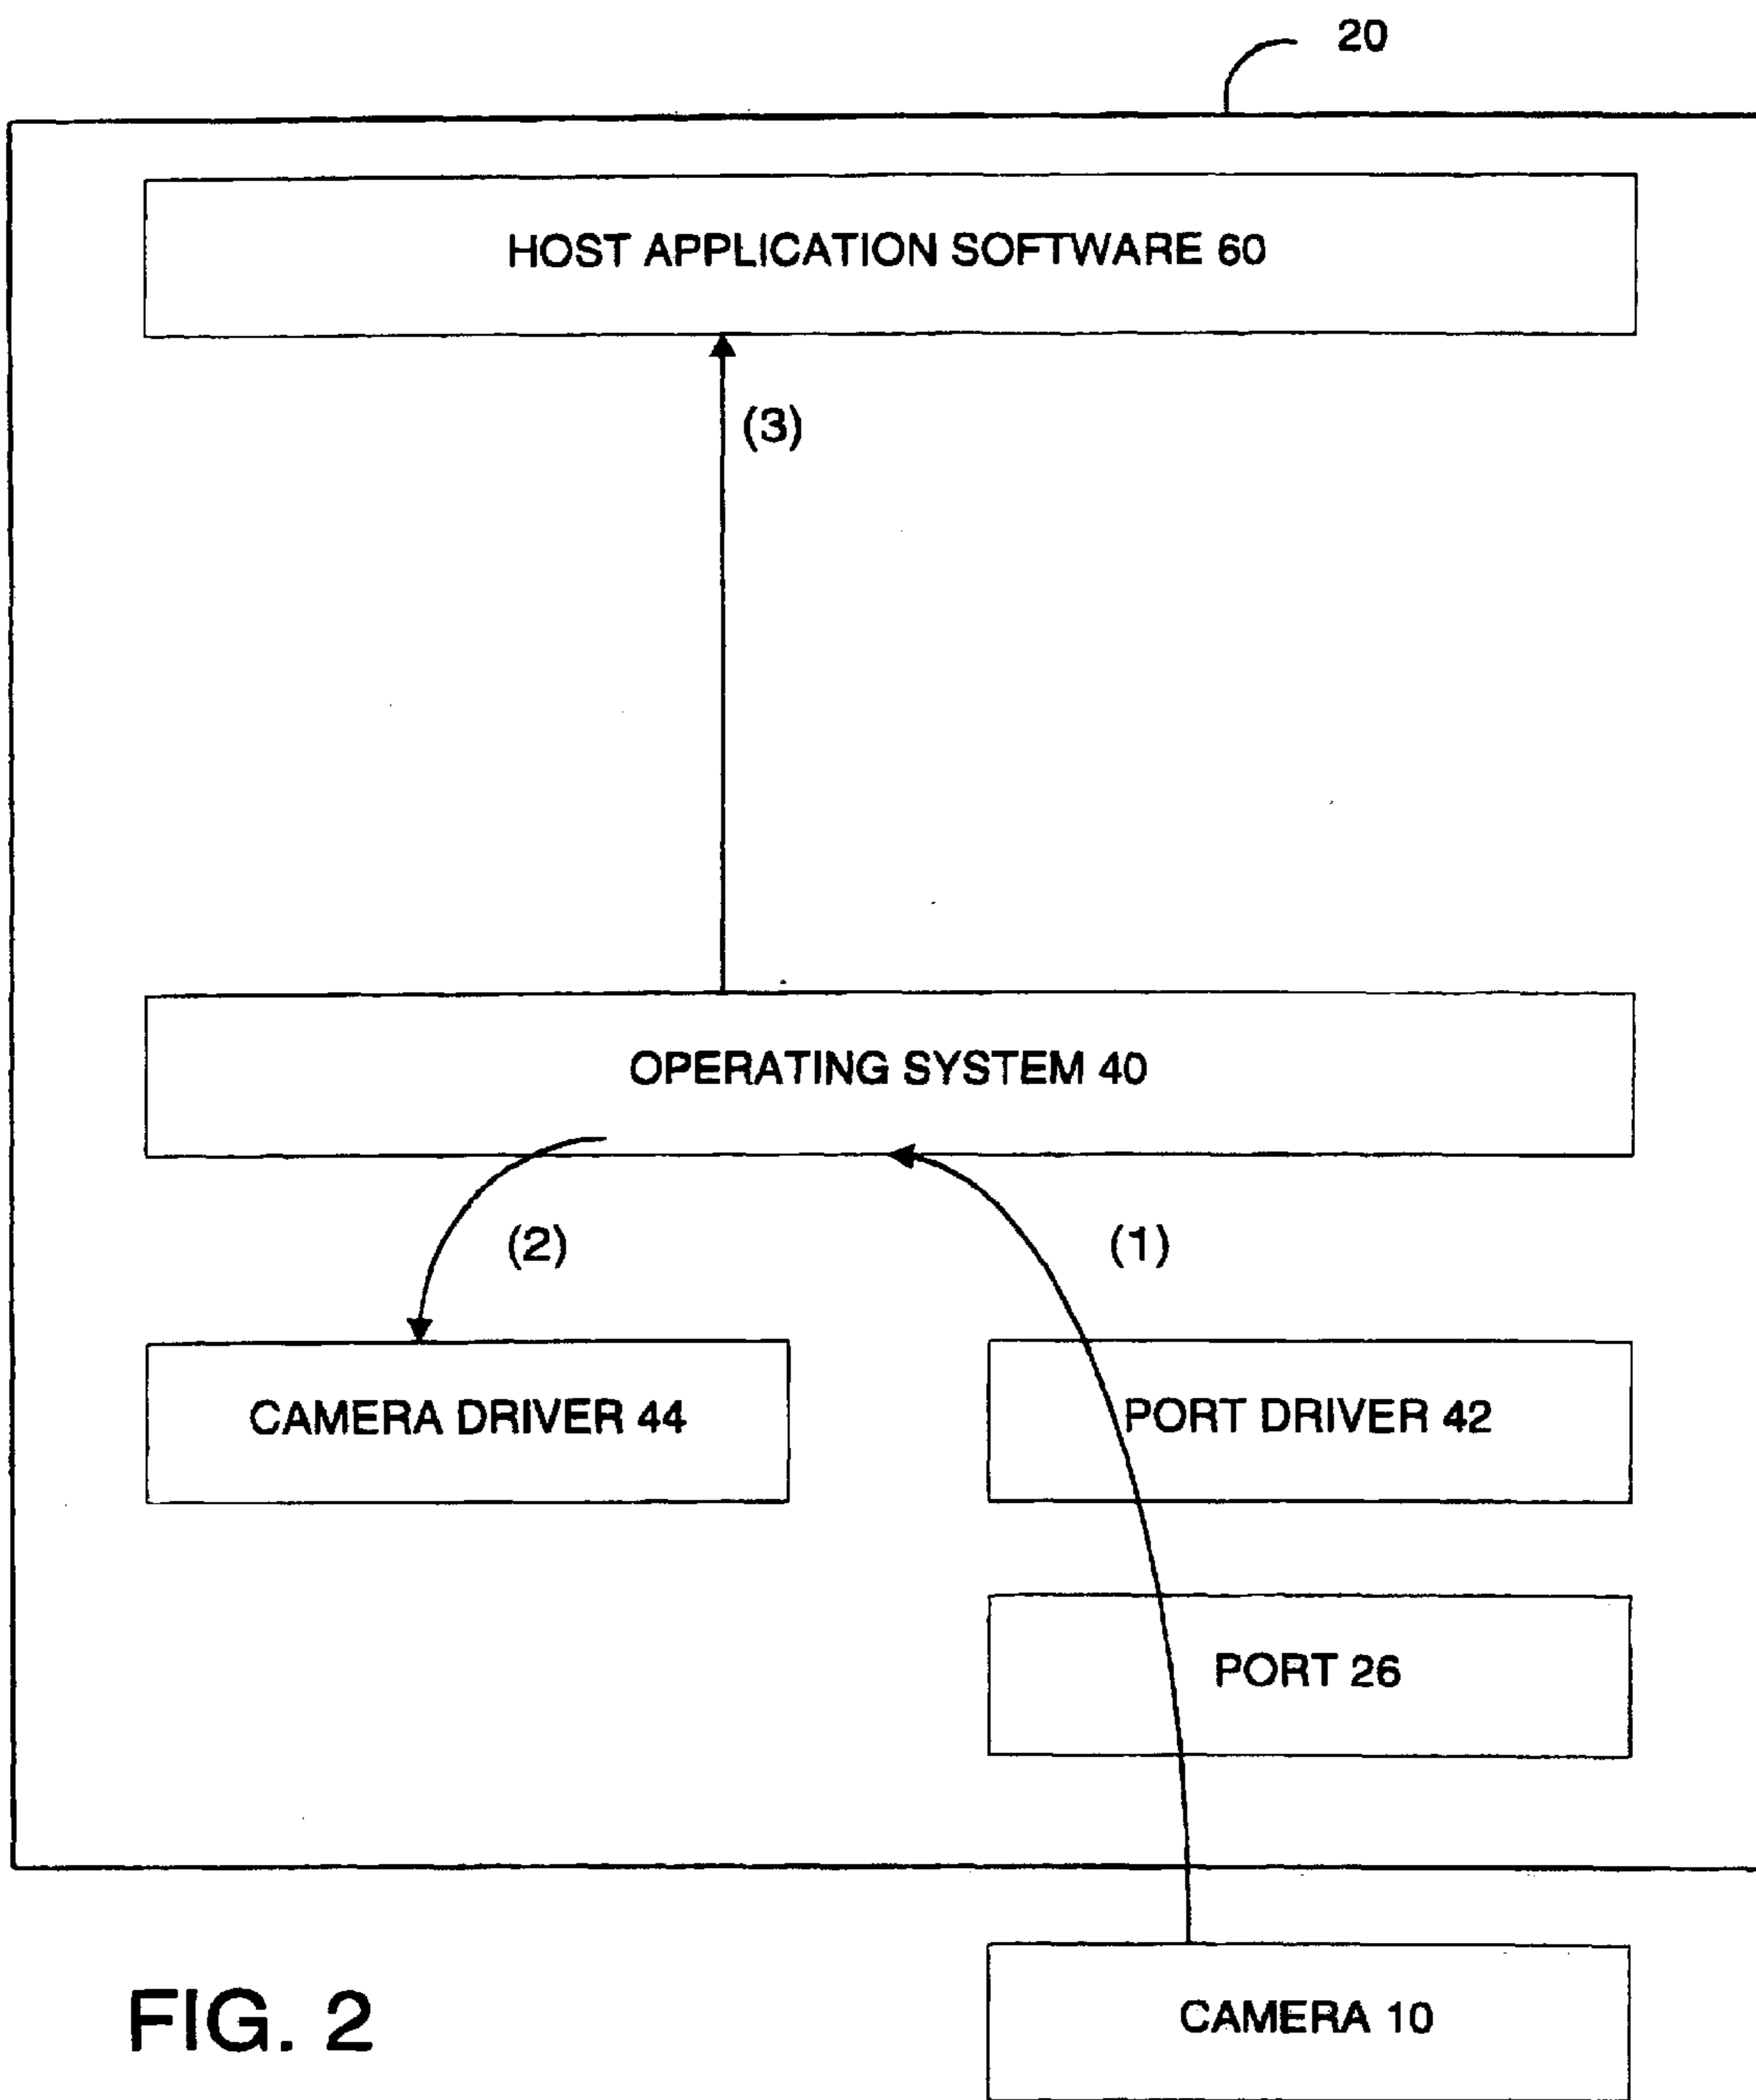 20
HOST APPLICATION SOFTWARE 60
(3)
OPERATING SYSTEM 40
(2)
(1)
CAMERA DRIVER 44
PORT DRIVER 42
PORT 26
CAMERA 10
FIG. 2